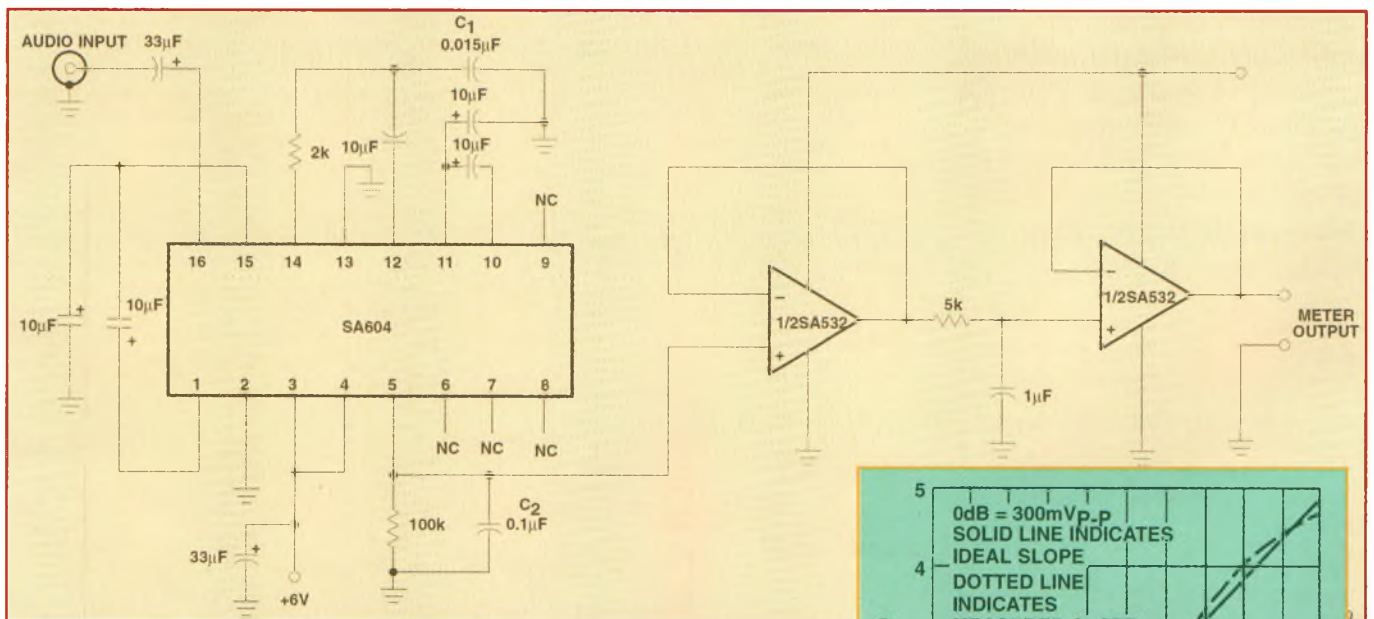 AUDIO INPUT
33µF
+
C1
0.015µF
10µF
+
10µF
+
2k
10µF
NC
16 15 14 13 12 11 10 9
SA604
1 2 3 4 5 6 7 8
10µF
+
10µF
+
NC NC NC
33µF
+
+6V
100k
C2
0.1µF
-
1/2SA532
+
5k
1µF
-
1/2SA532
+
METER
OUTPUT
5
4
0dB = 300mVP-P
SOLID LINE INDICATES
IDEAL SLOPE
DOTTED LINE
INDICATES